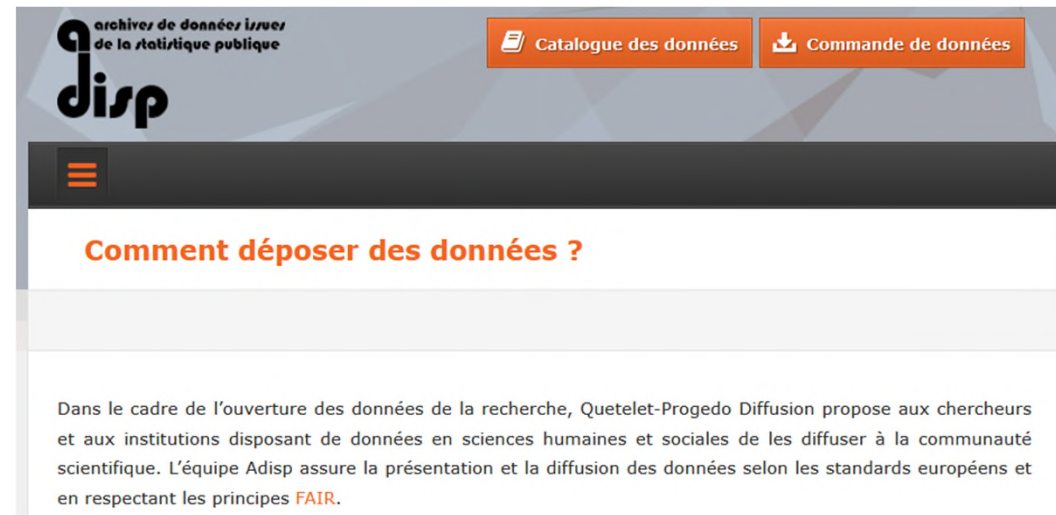 archives de données issues
de la statistique publique
adisp
Catalogue des données
Commande de données
Comment déposer des données ?
Dans le cadre de l’ouverture des données de la recherche, Quetelet-Progedo Diffusion propose aux chercheurs
et aux institutions disposant de données en sciences humaines et sociales de les diffuser à la communauté
scientifique. L’équipe Adisp assure la présentation et la diffusion des données selon les standards européens et
en respectant les principes FAIR.